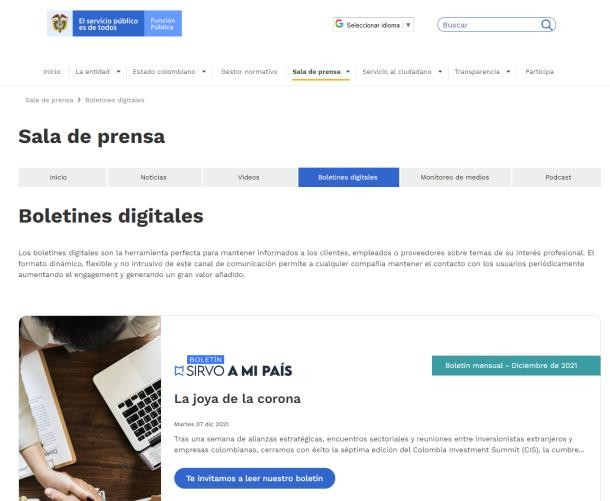 El servicio público
es de todos
Función
Pública
Seleccionar idioma ▼
Buscar
Inicio La entidad Estado colombiano Gestor normativo Sala de prensa Servicio al ciudadano Transparencia Participa
Sala de prensa > Boletines digitales
Sala de prensa
Inicio Noticias Videos Boletines digitales Monitoreo de medios Podcast
Boletines digitales
Los boletines digitales son la herramienta perfecta para mantener informados a los clientes, empleados o proveedores sobre temas de su interés profesional. El
formato dinámico, flexible y no intrusivo de este canal de comunicación permite a cualquier compañía mantener el contacto con los usuarios periódicamente
aumentando el engagement y generando un gran valor añadido.
BOLETÍN
SIRVO A MI PAÍS
Boletín mensual - Diciembre de 2021
La joya de la corona
Martes 07 dic 2021
Tras una semana de alianzas estratégicas, encuentros sectoriales y reuniones entre inversionistas extranjeros y
empresas colombianas, cerramos con éxito la séptima edición del Colombia Investment Summit (CIS), la cumbre...
Te invitamos a leer nuestro boletín